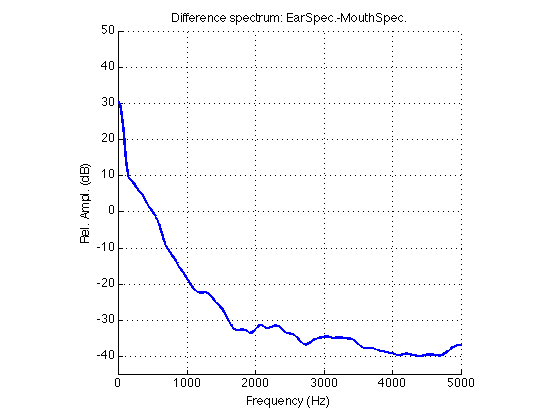 Difference spectrum: EarSpec.-MouthSpec.
50
40
30
20
10
0
-10
-20
-30
-40
Rel. Ampl. (dB)
0 1000 2000 3000 4000 5000
Frequency (Hz)